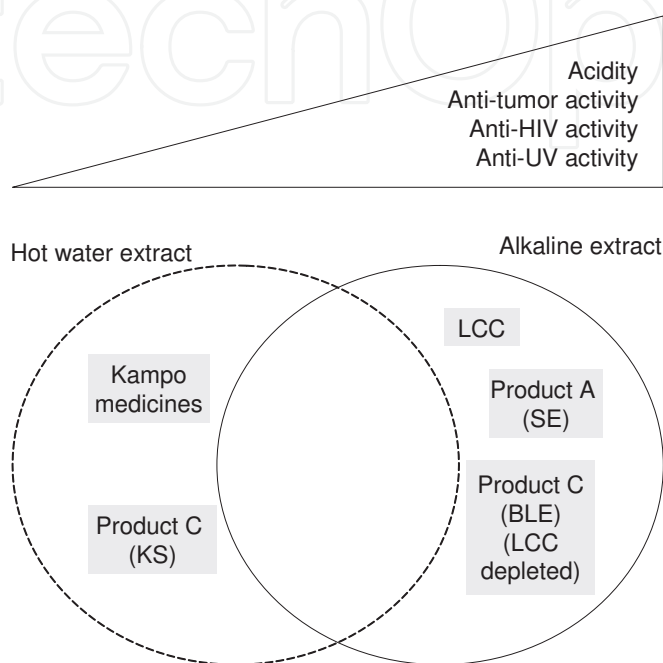 techOp
Acidity
Anti-tumor activity
Anti-HIV activity
Anti-UV activity
Hot water extract
Alkaline extract
LCC
Kampo
medicines
Product A
(SE)
Product C
(KS)
Product C
(BLE)
(LCC
depleted)